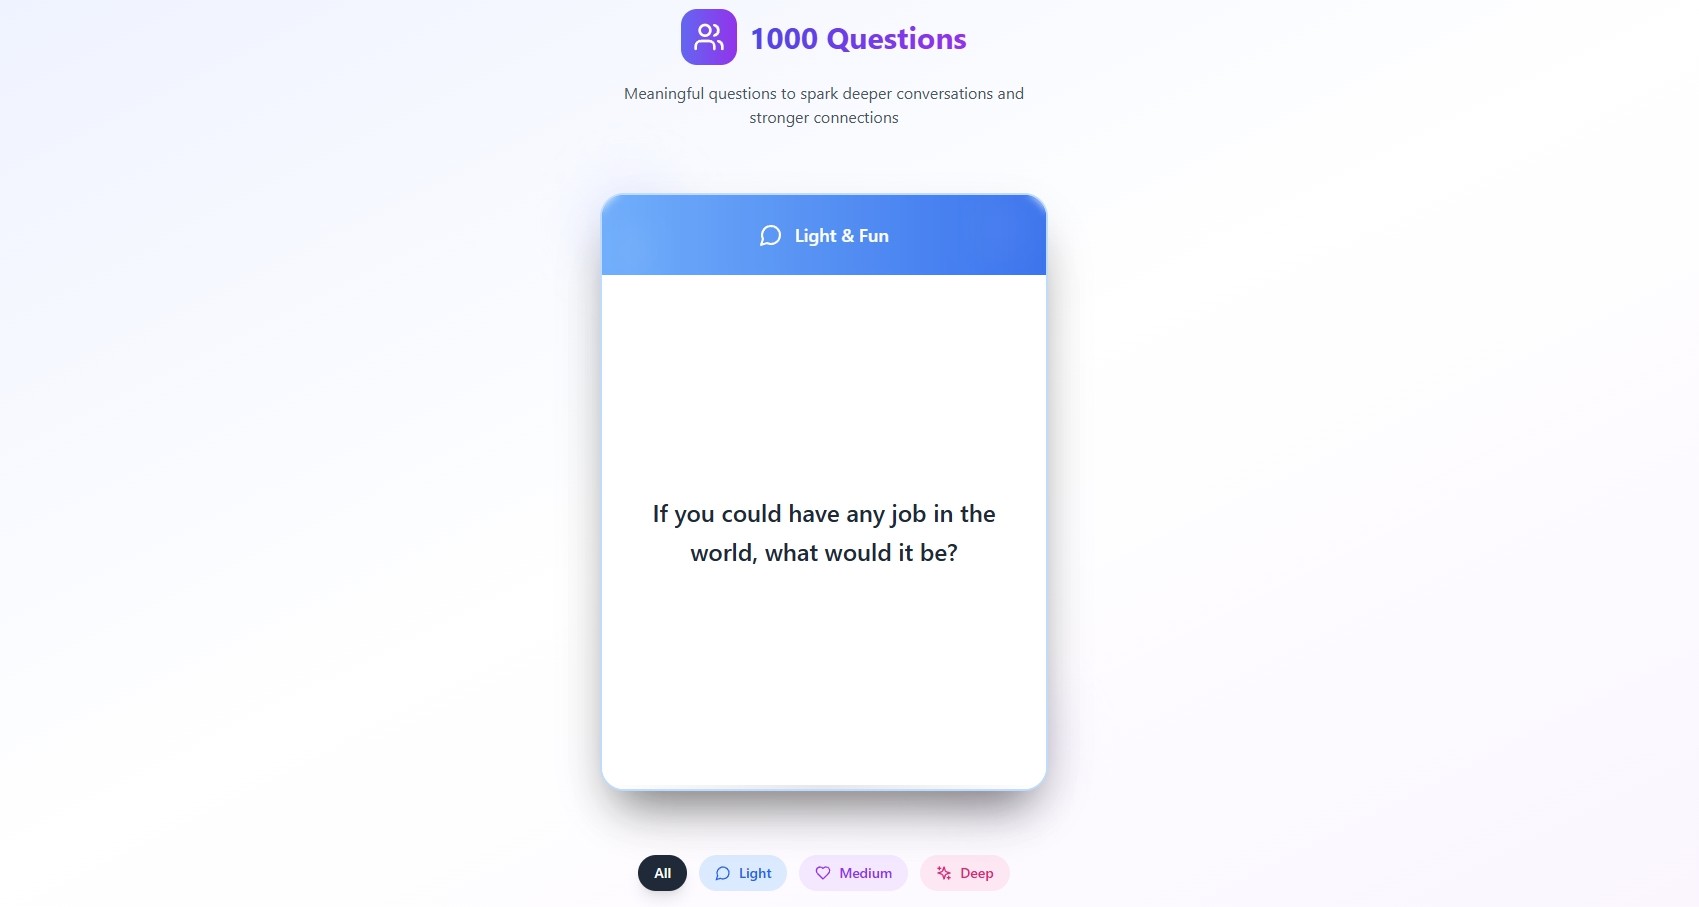 1000 Questions
Meaningful questions to spark deeper conversations and
stronger connections
Light & Fun
If you could have any job in the
world, what would it be?
All Light Medium Deep